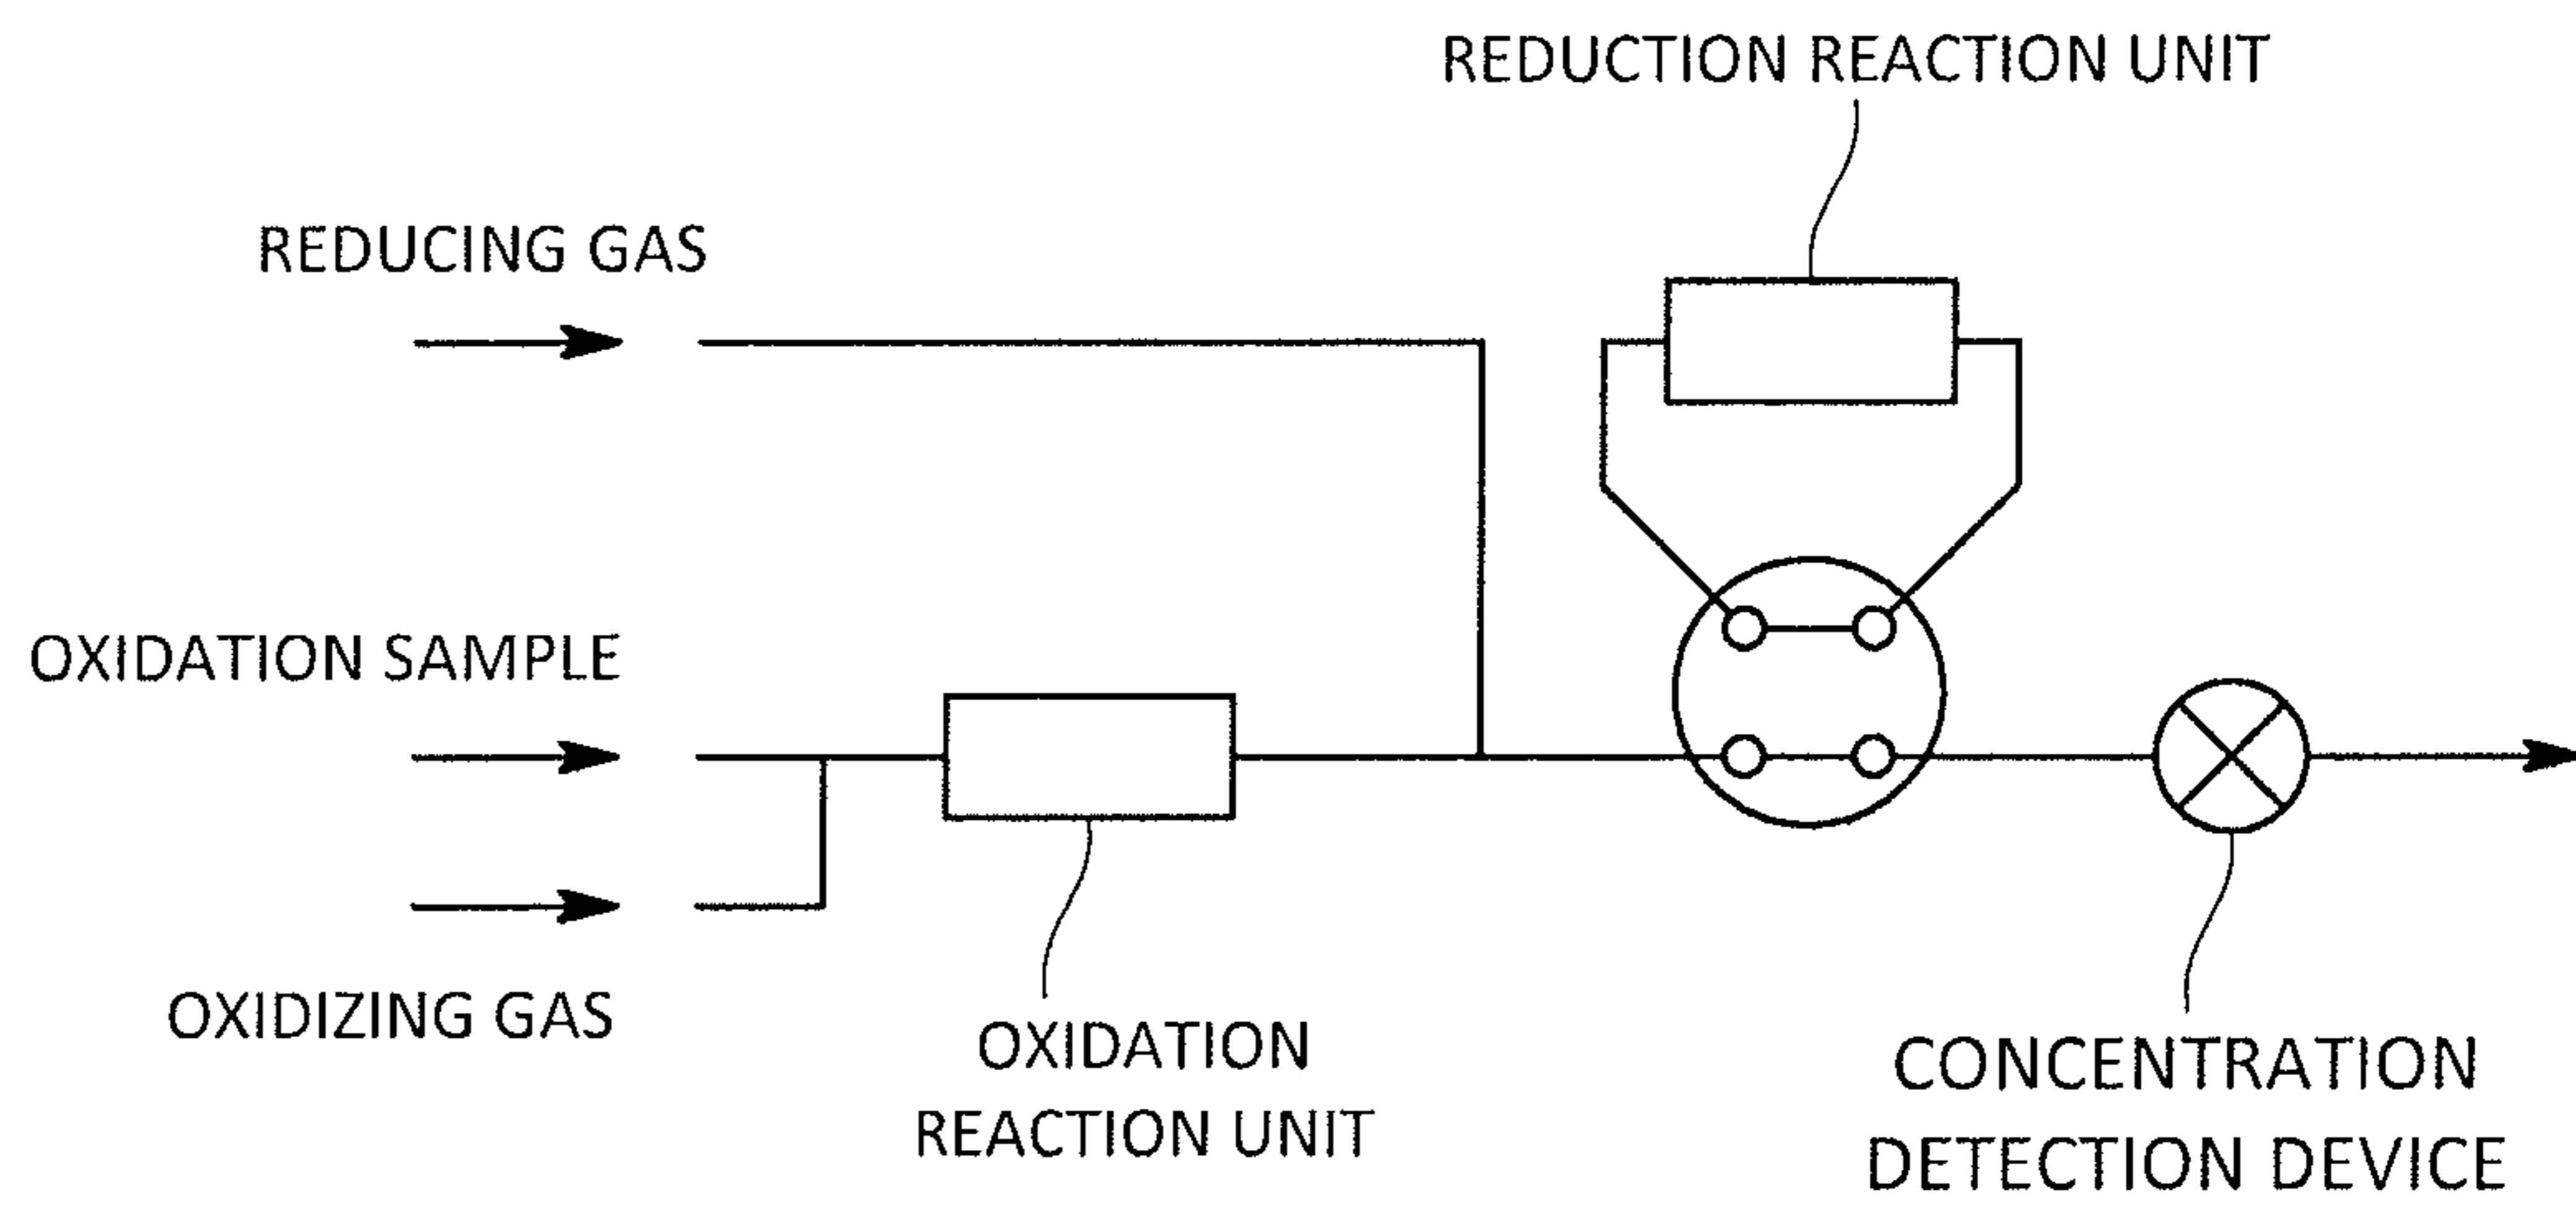 REDUCTION REACTION UNIT
REDUCING GAS
OXIDATION SAMPLE
OXIDIZING GAS
OXIDATION
REACTION UNIT
CONCENTRATION
DETECTION DEVICE